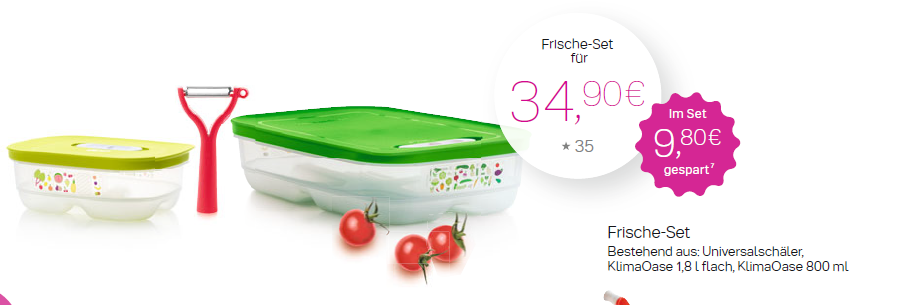 Frische-Set
für
34,90€
★ 35
Im Set
9,80€
gespart⁷
Frische-Set
Bestehend aus: Universalschäler,
KlimaOase 1,8 l flach, KlimaOase 800 ml